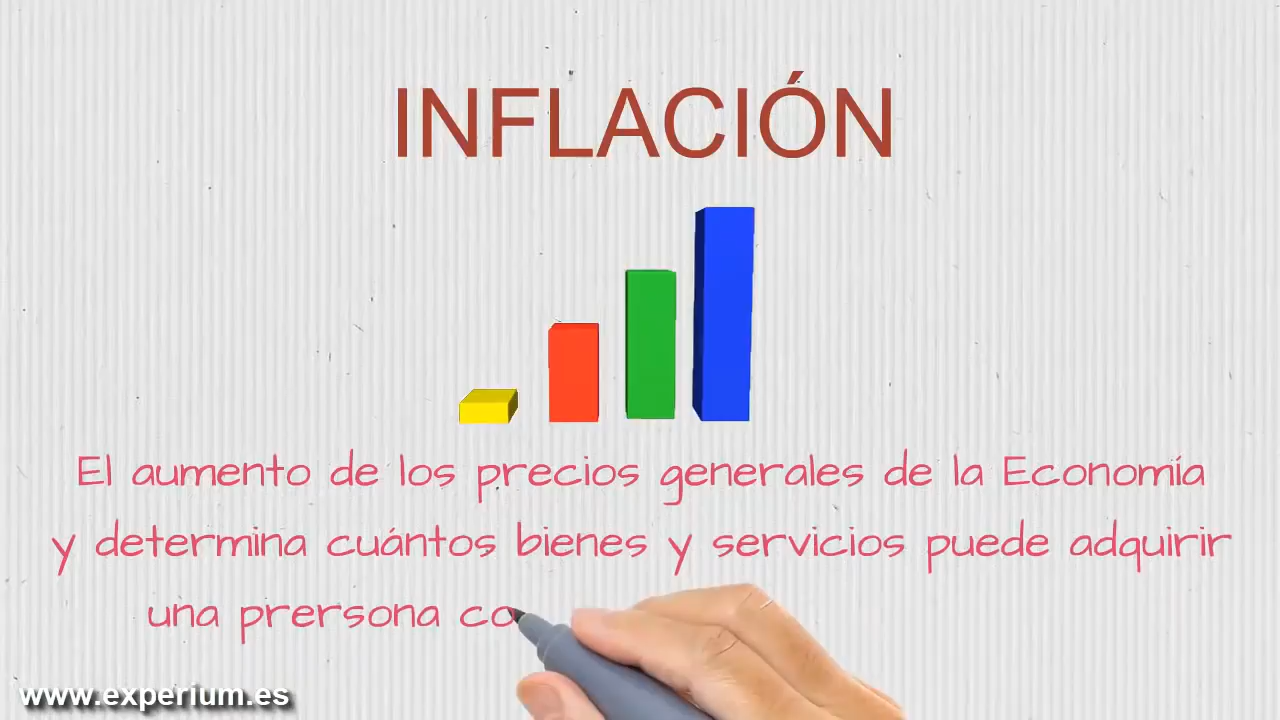 INFLACIÓN
El aumento de los precios generales de la Economía
y determina cuántos bienes y servicios puede adquirir
una prersona co
www.experium.es